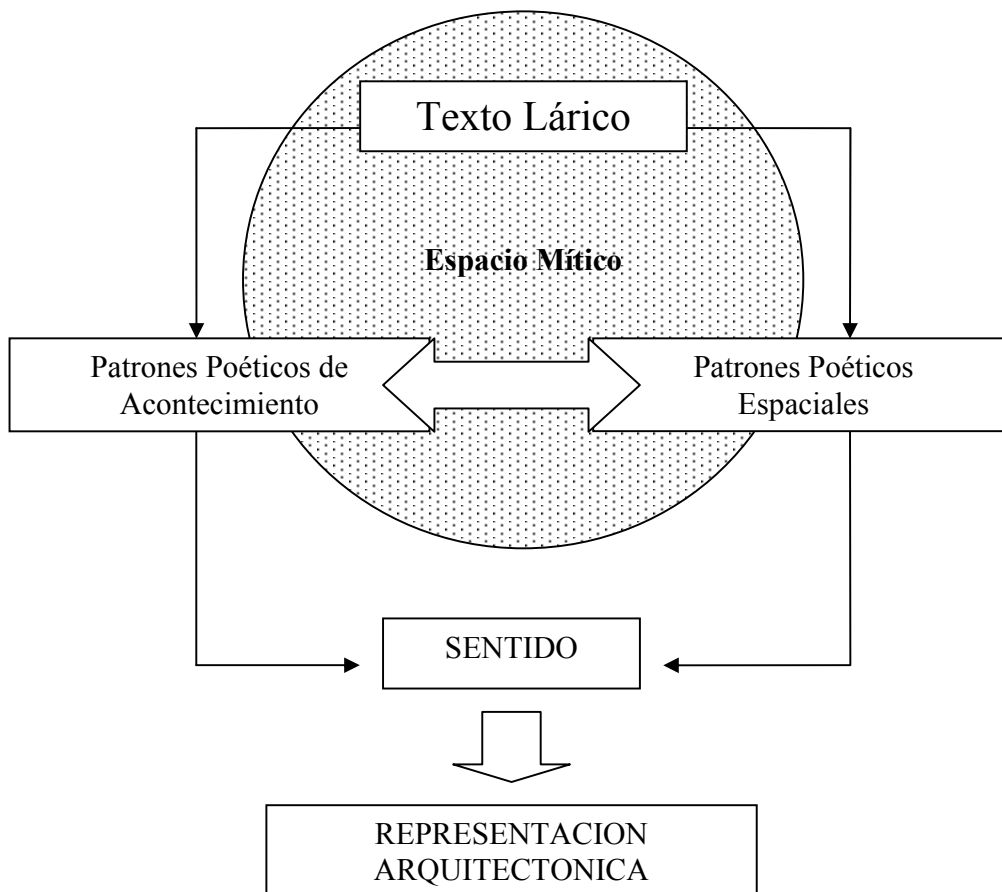 Texto Lárico
Espacio Mítico
Patrones Poéticos de
Acontecimiento
Patrones Poéticos
Espaciales
SENTIDO
REPRESENTACION
ARQUITECTONICA